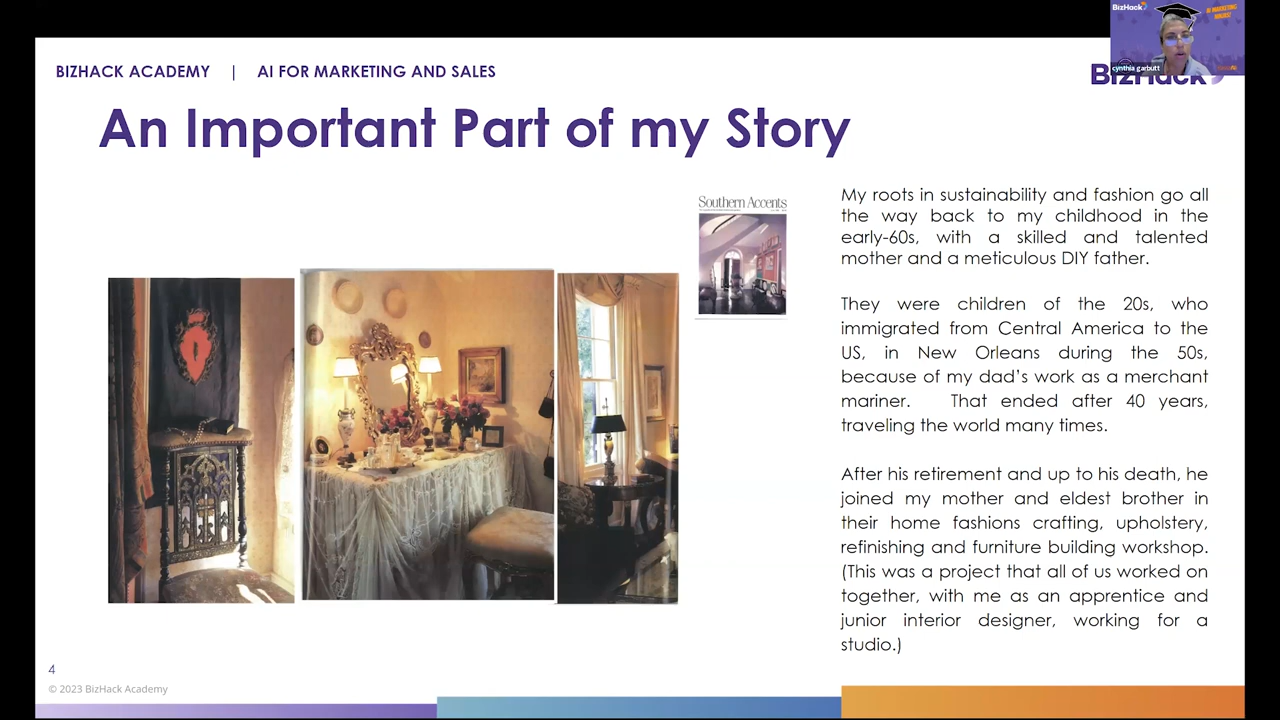 BizHack
AI MARKETING
cynthia garbutt
BIZHACK ACADEMY | AI FOR MARKETING AND SALES
BizHack
An Important Part of my Story
Southern Accents
My roots in sustainability and fashion go all
the way back to my childhood in the
early-60s, with a skilled and talented
mother and a meticulous DIY father.
They were children of the 20s, who
immigrated from Central America to the
US, in New Orleans during the 50s,
because of my dad’s work as a merchant
mariner. That ended after 40 years,
traveling the world many times.
After his retirement and up to his death, he
joined my mother and eldest brother in
their home fashions crafting, upholstery,
refinishing and furniture building workshop.
(This was a project that all of us worked on
together, with me as an apprentice and
junior interior designer, working for a
studio.)
4
© 2023 BizHack Academy